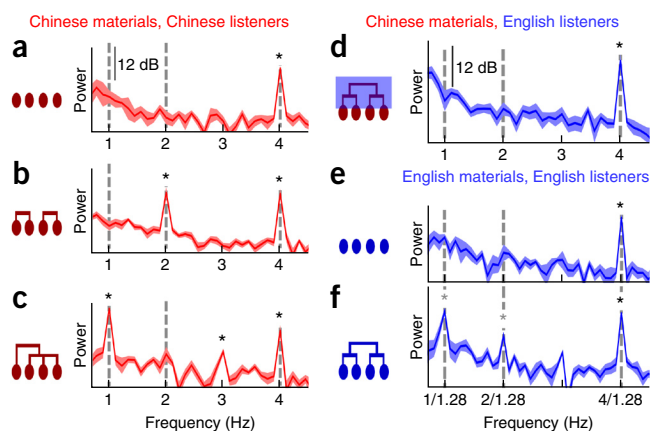 Chinese materials, Chinese listeners
a
12 dB
*
Power
1 2 3 4
b
*
*
Power
1 2 3 4
c
*
*
*
Power
1 2 3 4
Frequency (Hz)
Chinese materials, English listeners
d
12 dB
*
Power
1 2 3 4
English materials, English listeners
e
*
Power
f
*
*
*
Power
1/1.28 2/1.28 4/1.28
Frequency (Hz)